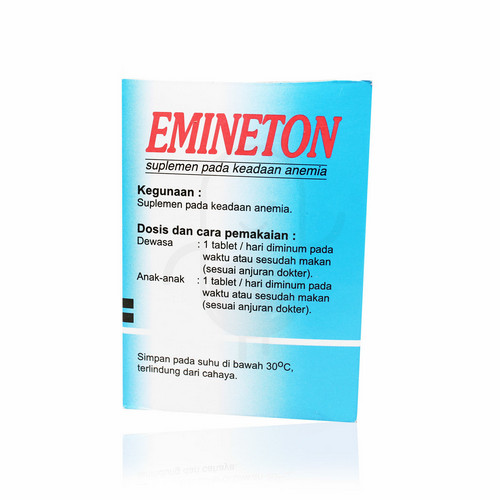 EMINETON
suplemen pada keadaan anemia
Kegunaan :
Suplemen pada keadaan anemia.
Dosis dan cara pemakaian :
Dewasa : 1 tablet / hari diminum pada
waktu atau sesudah makan
(sesuai anjuran dokter).
Anak-anak : 1 tablet / hari diminum pada
waktu atau sesudah makan
(sesuai anjuran dokter).
Simpan pada suhu di bawah 30°C,
terlindung dari cahaya.